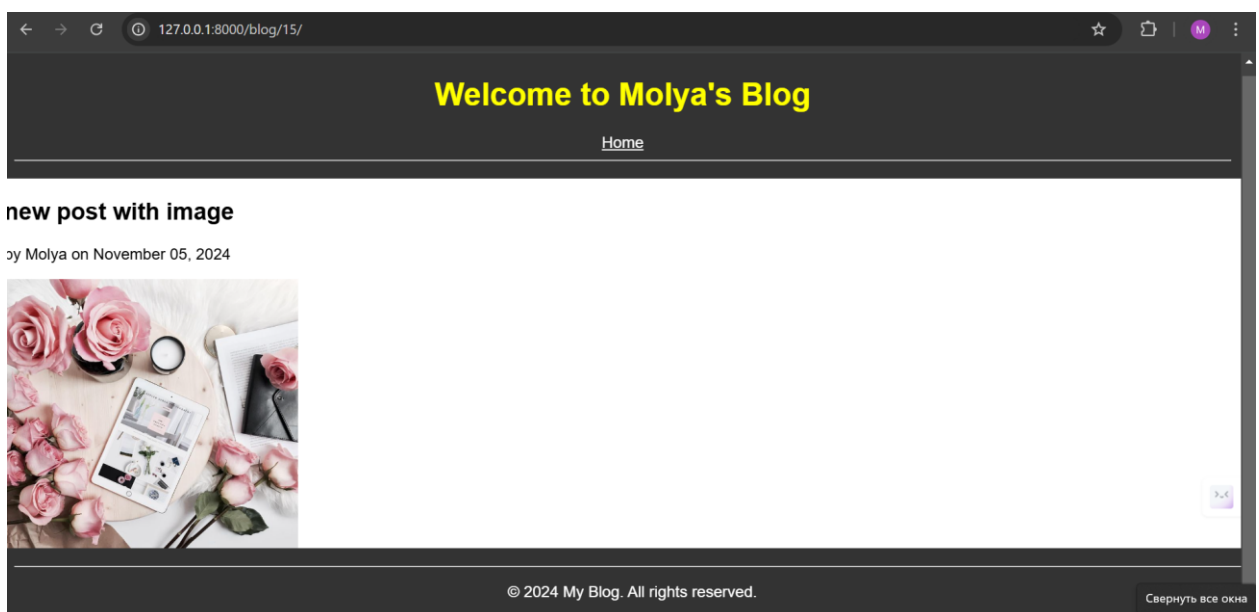 127.0.0.1:8000/blog/15/
M
Welcome to Molya's Blog
Home
new post with image
by Molya on November 05, 2024
© 2024 My Blog. All rights reserved.
Свернуть все окна